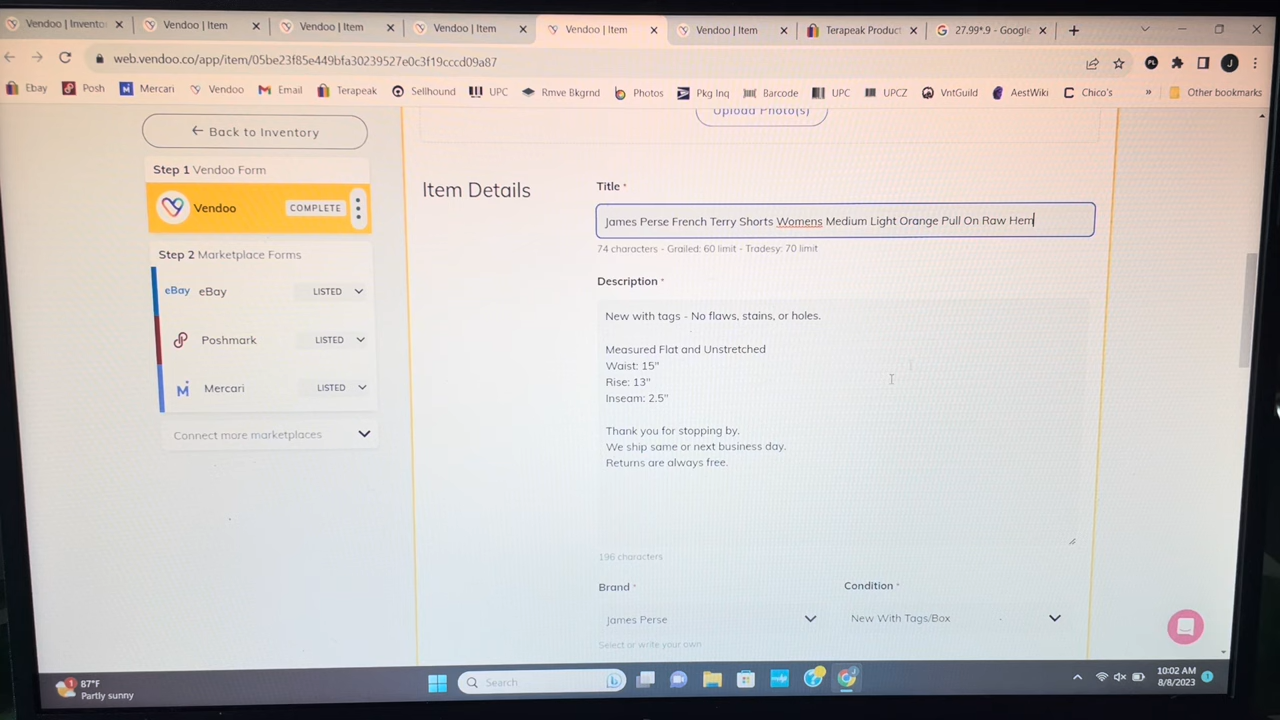 Vendoo | Invento
Vendoo | Item
Vendoo | Item
Vendoo | Item
Vendoo | Item
Vendoo | Item
Terapeak Product
27.99*.9 - Google
web.vendoo.co/app/item/05be23f85e449bfa30239527e0c3f19cccd09a87
PL
J
Ebay
Posh
Mercari
Vendoo
Email
Terapeak
Sellhound
UPC
Rmve Bkgrnd
Photos
Pkg Inq
Barcode
UPC
UPCZ
VntGuild
AestWiki
Chico's
»
Other bookmarks
Upload Photo(s)
← Back to Inventory
Step 1 Vendoo Form
Vendoo
COMPLETE
Step 2 Marketplace Forms
eBay eBay
LISTED
Poshmark
LISTED
Mercari
LISTED
Connect more marketplaces
Item Details
Title *
James Perse French Terry Shorts Womens Medium Light Orange Pull On Raw Hem
74 characters - Grailed: 60 limit - Tradesy: 70 limit
Description *
New with tags - No flaws, stains, or holes.
Measured Flat and Unstretched
Waist: 15"
Rise: 13"
Inseam: 2.5"
Thank you for stopping by.
We ship same or next business day.
Returns are always free.
196 characters
Brand *
Condition *
James Perse
New With Tags/Box
Select or write your own
1
87°F
Partly sunny
Search
10:02 AM
8/8/2023
1